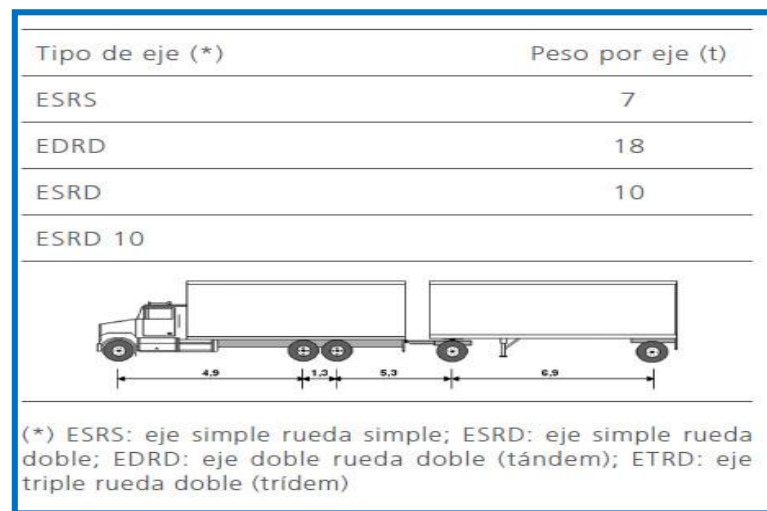 Tipo de eje (*) Peso por eje (t)
ESRS 7
EDRD 18
ESRD 10
ESRD 10
4,9 1,3 5,3 6,9
(*) ESRS: eje simple rueda simple; ESRD: eje simple rueda
doble; EDRD: eje doble rueda doble (tándem); ETRD: eje
triple rueda doble (trídem)